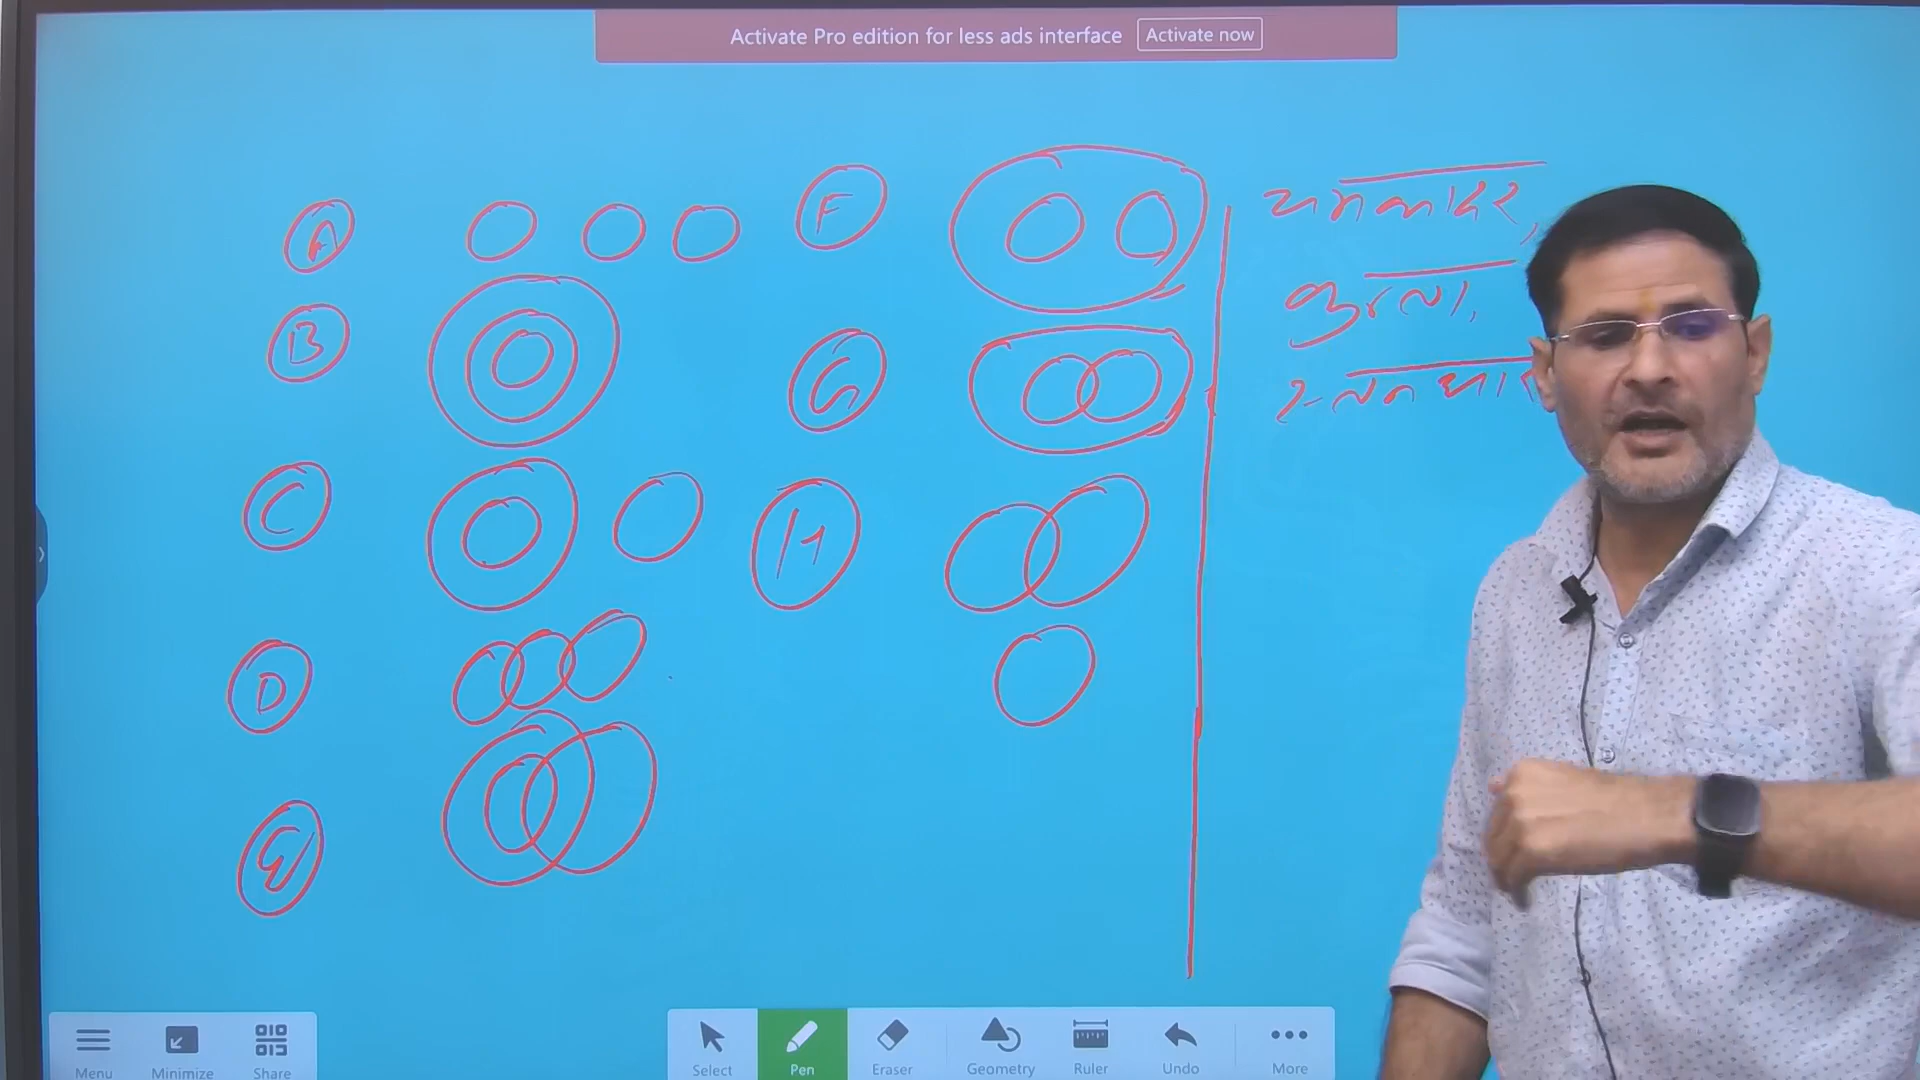 Activate Pro edition for less ads interface Activate now
A
F
B
G
C
H
D
E
Menu Minimize Share Select Pen Eraser Geometry Ruler Undo More